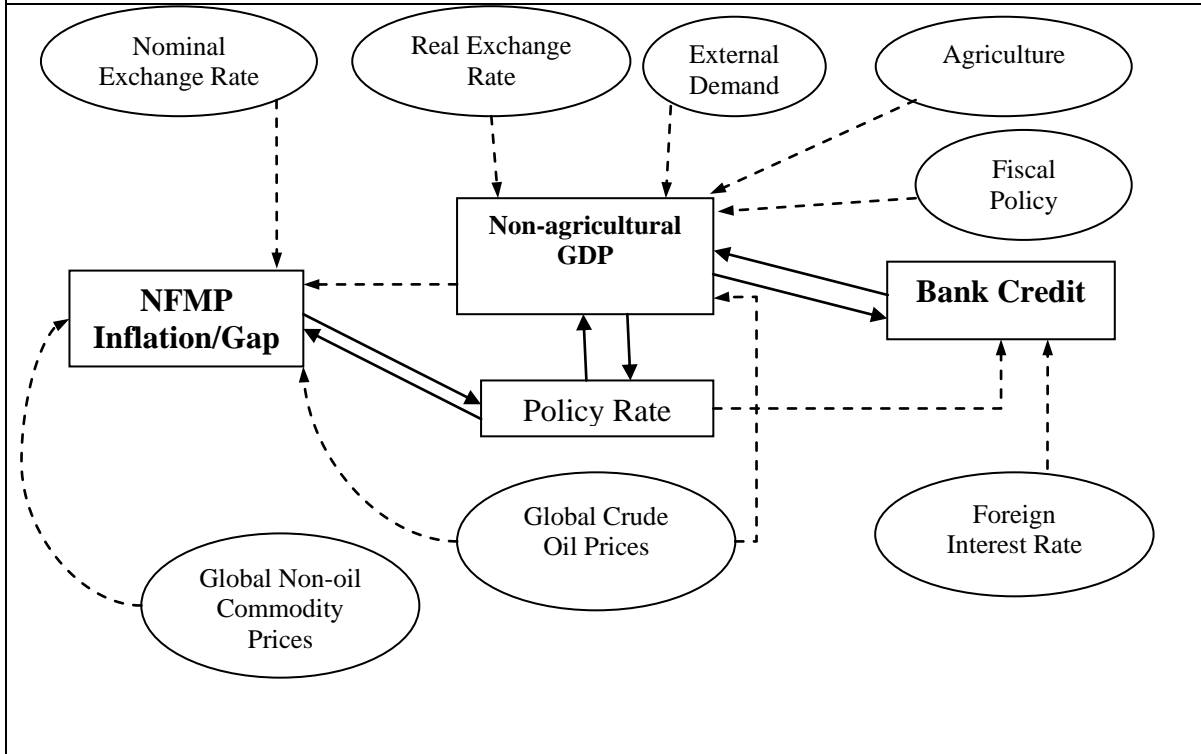 Nominal
Exchange Rate
Real Exchange
Rate
External
Demand
Agriculture
Fiscal
Policy
Non-agricultural
GDP
NFMP
Inflation/Gap
Bank Credit
Policy Rate
Global Crude
Oil Prices
Foreign
Interest Rate
Global Non-oil
Commodity
Prices